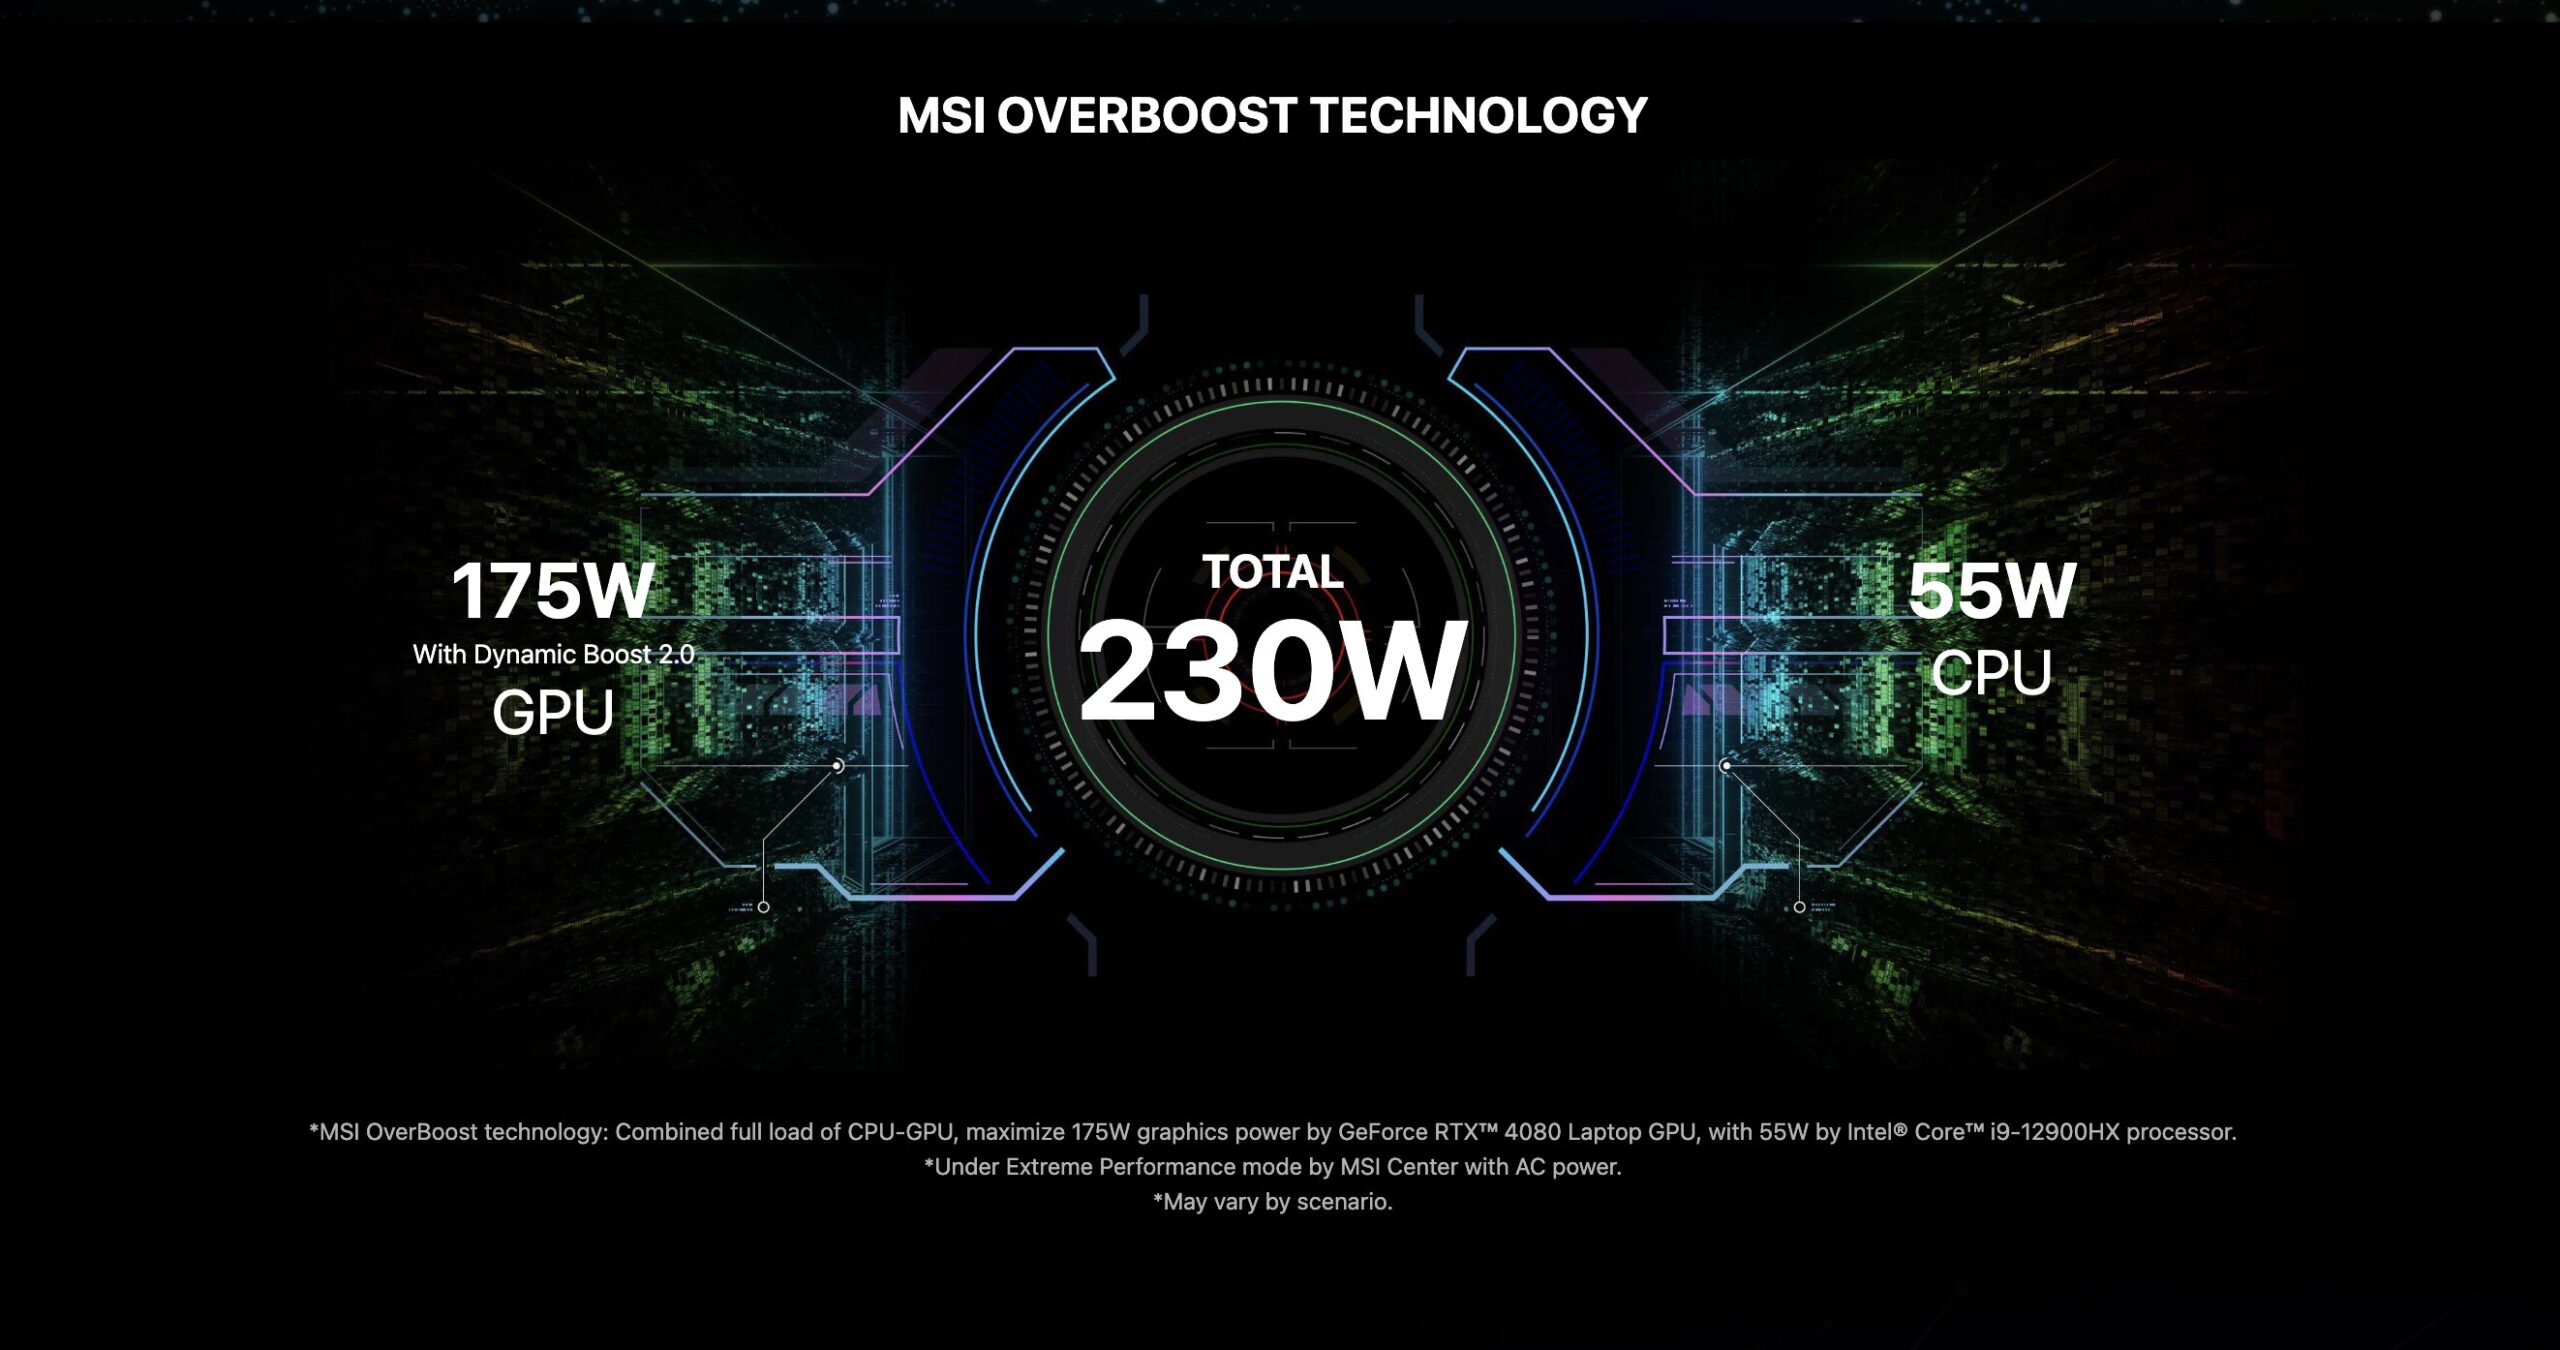 MSI OVERBOOST TECHNOLOGY
175W
With Dynamic Boost 2.0
GPU
TOTAL
230W
55W
CPU
*MSI OverBoost technology: Combined full load of CPU-GPU, maximize 175W graphics power by GeForce RTX™ 4080 Laptop GPU, with 55W by Intel® Core™ i9-12900HX processor.
*Under Extreme Performance mode by MSI Center with AC power.
*May vary by scenario.